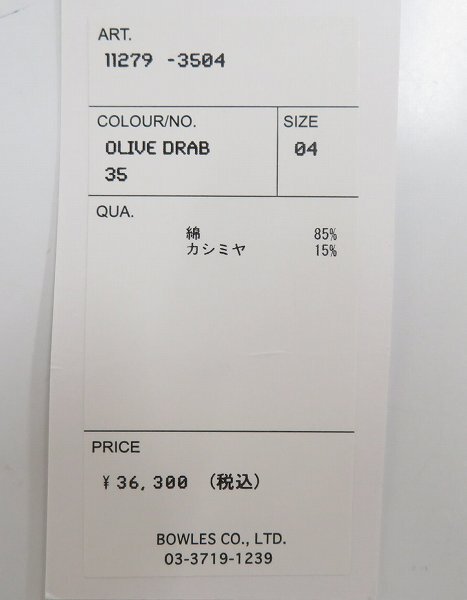 ART.
11279 -3504
COLOUR/NO. SIZE
OLIVE DRAB 04
35
QUA.
綿 85%
カシミヤ 15%
PRICE
¥36,300 (税込)
BOWLES CO., LTD.
03-3719-1239